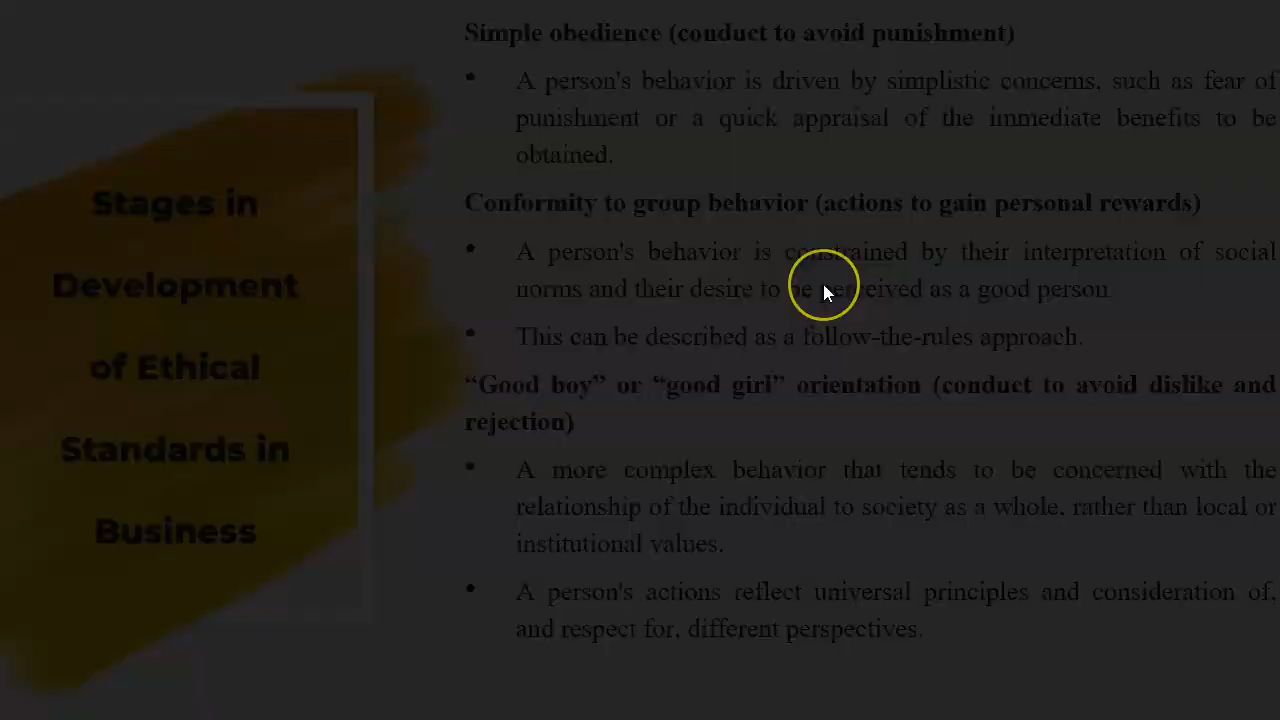 Stages in
Development
of Ethical
Standards in
Business
Simple obedience (conduct to avoid punishment)
• A person's behavior is driven by simplistic concerns, such as fear of
punishment or a quick appraisal of the immediate benefits to be
obtained.
Conformity to group behavior (actions to gain personal rewards)
• A person's behavior is constrained by their interpretation of social
norms and their desire to be perceived as a good person
• This can be described as a follow-the-rules approach.
“Good boy” or “good girl” orientation (conduct to avoid dislike and
rejection)
• A more complex behavior that tends to be concerned with the
relationship of the individual to society as a whole, rather than local or
institutional values.
• A person's actions reflect universal principles and consideration of,
and respect for, different perspectives.